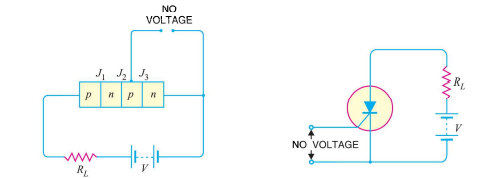 NO
VOLTAGE
J1 J2 J3
p n p n
RL
V
RL
V
NO VOLTAGE